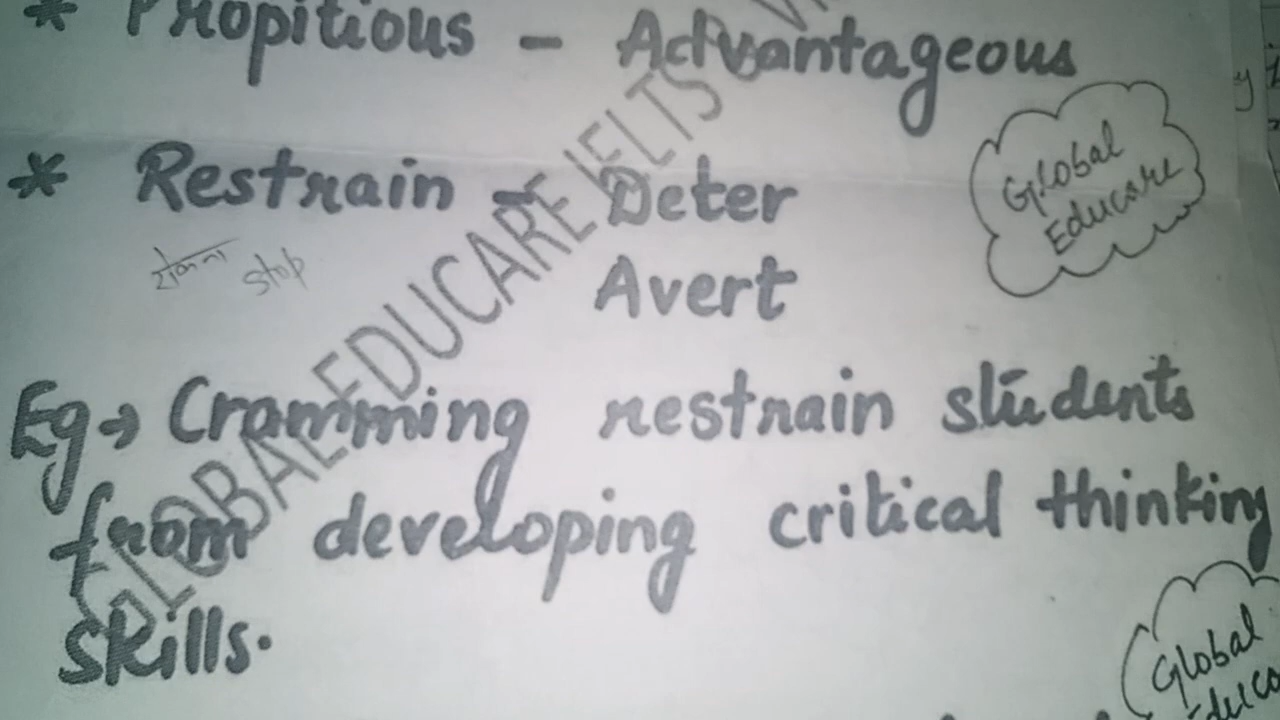 * Propitious - Advantageous
* Restrain - Deter
रोकना stop
Avert
Eg → Cramming restrain students
from developing critical thinking
skills.
Global
Educare
Global
GLOBAL EDUCARE IELTS